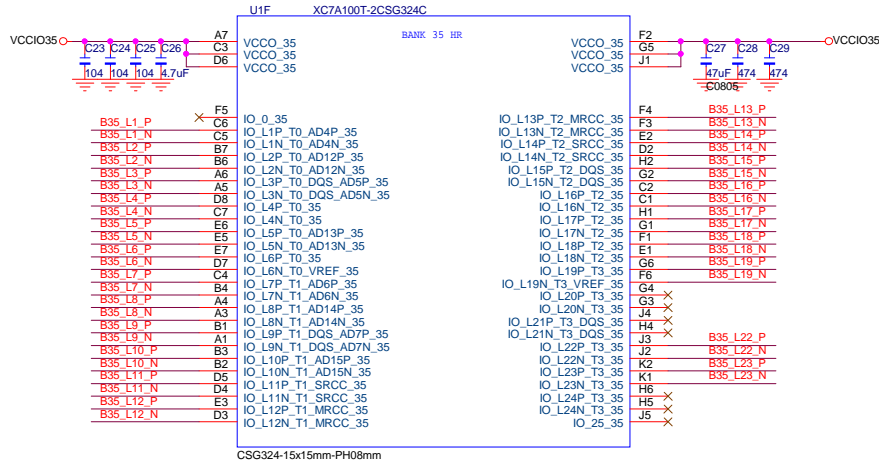 U1F XC7A100T-2CSG324C
BANK 35 HR
VCCIO35 A7 VCCO_35 VCCO_35 F2 VCCIO35
C3 VCCO_35 VCCO_35 G5
D6 VCCO_35 VCCO_35 J1
C23 C24 C25 C26 C27 C28 C29
104 104 104 4.7uF 47uF 474 474
C0805
F5 IO_0_35
B35_L1_P C6 IO_L1P_T0_AD4P_35
B35_L1_N C5 IO_L1N_T0_AD4N_35
B35_L2_P B7 IO_L2P_T0_AD12P_35
B35_L2_N B6 IO_L2N_T0_AD12N_35
B35_L3_P A6 IO_L3P_T0_DQS_AD5P_35
B35_L3_N A5 IO_L3N_T0_DQS_AD5N_35
B35_L4_P D8 IO_L4P_T0_35
B35_L4_N C7 IO_L4N_T0_35
B35_L5_P E6 IO_L5P_T0_AD13P_35
B35_L5_N E5 IO_L5N_T0_AD13N_35
B35_L6_P E7 IO_L6P_T0_35
B35_L6_N D7 IO_L6N_T0_VREF_35
B35_L7_P C4 IO_L7P_T1_AD6P_35
B35_L7_N B4 IO_L7N_T1_AD6N_35
B35_L8_P A4 IO_L8P_T1_AD14P_35
B35_L8_N A3 IO_L8N_T1_AD14N_35
B35_L9_P B1 IO_L9P_T1_DQS_AD7P_35
B35_L9_N A1 IO_L9N_T1_DQS_AD7N_35
B35_L10_P B3 IO_L10P_T1_AD15P_35
B35_L10_N B2 IO_L10N_T1_AD15N_35
B35_L11_P D5 IO_L11P_T1_SRCC_35
B35_L11_N D4 IO_L11N_T1_SRCC_35
B35_L12_P E3 IO_L12P_T1_MRCC_35
B35_L12_N D3 IO_L12N_T1_MRCC_35
IO_L13P_T2_MRCC_35 F4 B35_L13_P
IO_L13N_T2_MRCC_35 F3 B35_L13_N
IO_L14P_T2_SRCC_35 E2 B35_L14_P
IO_L14N_T2_SRCC_35 D2 B35_L14_N
IO_L15P_T2_DQS_35 H2 B35_L15_P
IO_L15N_T2_DQS_35 G2 B35_L15_N
IO_L16P_T2_35 C2 B35_L16_P
IO_L16N_T2_35 C1 B35_L16_N
IO_L17P_T2_35 H1 B35_L17_P
IO_L17N_T2_35 G1 B35_L17_N
IO_L18P_T2_35 F1 B35_L18_P
IO_L18N_T2_35 E1 B35_L18_N
IO_L19P_T3_35 G6 B35_L19_P
IO_L19N_T3_VREF_35 F6 B35_L19_N
IO_L20P_T3_35 G4
IO_L20N_T3_35 G3
IO_L21P_T3_DQS_35 J4
IO_L21N_T3_DQS_35 H4
IO_L22P_T3_35 J3 B35_L22_P
IO_L22N_T3_35 J2 B35_L22_N
IO_L23P_T3_35 K2 B35_L23_P
IO_L23N_T3_35 K1 B35_L23_N
IO_L24P_T3_35 H6
IO_L24N_T3_35 H5
IO_25_35 J5
CSG324-15x15mm-PH08mm